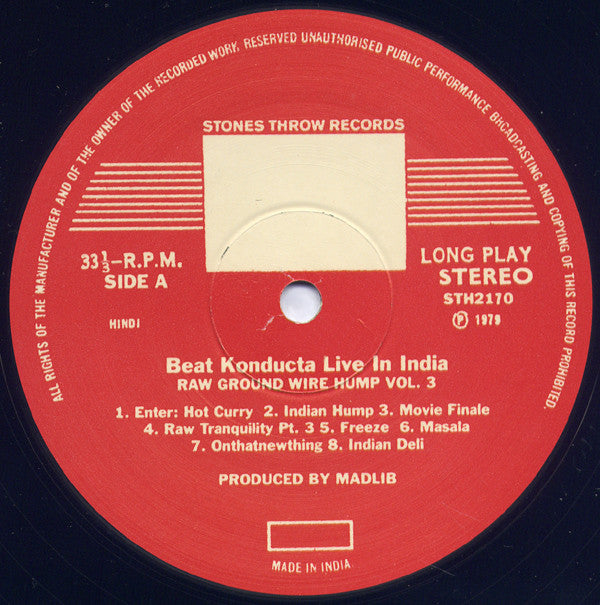 ALL RIGHTS OF THE MANUFACTURER AND OF THE OWNER OF THE RECORDED WORK, RESERVED UNAUTHORISED PUBLIC PERFORMANCE BROADCASTING AND COPYING OF THIS RECORD PROHIBITED.
STONES THROW RECORDS
33⅓-R.P.M.
SIDE A
HINDI
LONG PLAY
STEREO
STH2170
Ⓟ 1979
Beat Konducta Live In India
RAW GROUND WIRE HUMP VOL. 3
1. Enter: Hot Curry 2. Indian Hump 3. Movie Finale
4. Raw Tranquility Pt. 3 5. Freeze 6. Masala
7. Onthatnewthing 8. Indian Deli
PRODUCED BY MADLIB
MADE IN INDIA